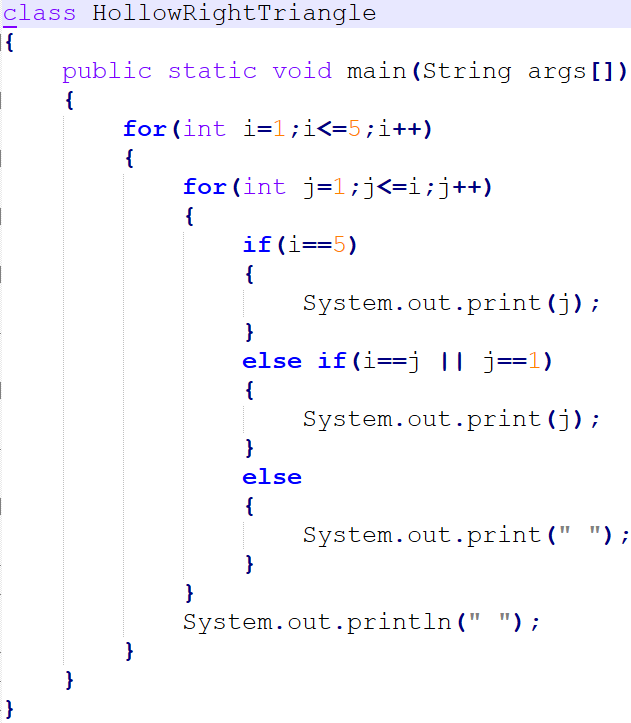 class HollowRightTriangle
{
    public static void main(String args[])
    {
        for(int i=1;i<=5;i++)
        {
            for(int j=1;j<=i;j++)
            {
                if(i==5)
                {
                    System.out.print(j);
                }
                else if(i==j || j==1)
                {
                    System.out.print(j);
                }
                else
                {
                    System.out.print(" ");
                }
            }
            System.out.println(" ");
        }
    }
}